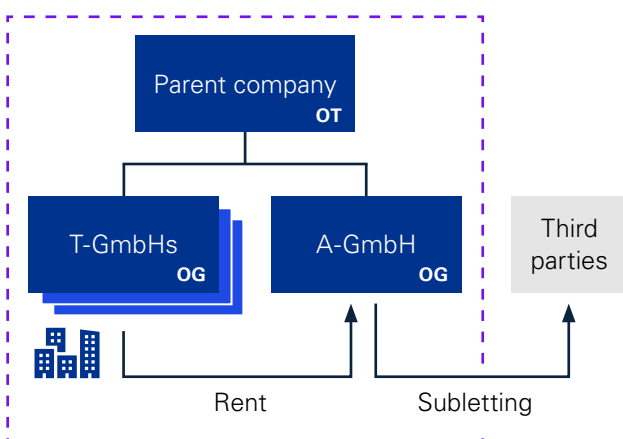 Parent company
OT
T-GmbHs
OG
A-GmbH
OG
Third
parties
Rent
Subletting